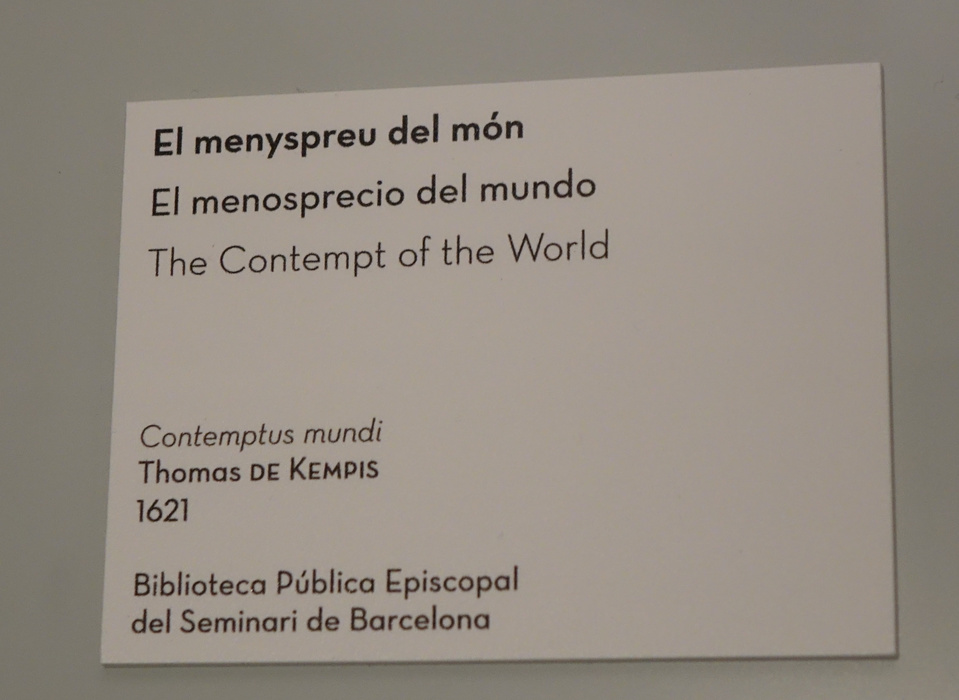 El menyspreu del món
El menosprecio del mundo
The Contempt of the World
Contemptus mundi
Thomas DE KEMPIS
1621
Biblioteca Pública Episcopal
del Seminari de Barcelona